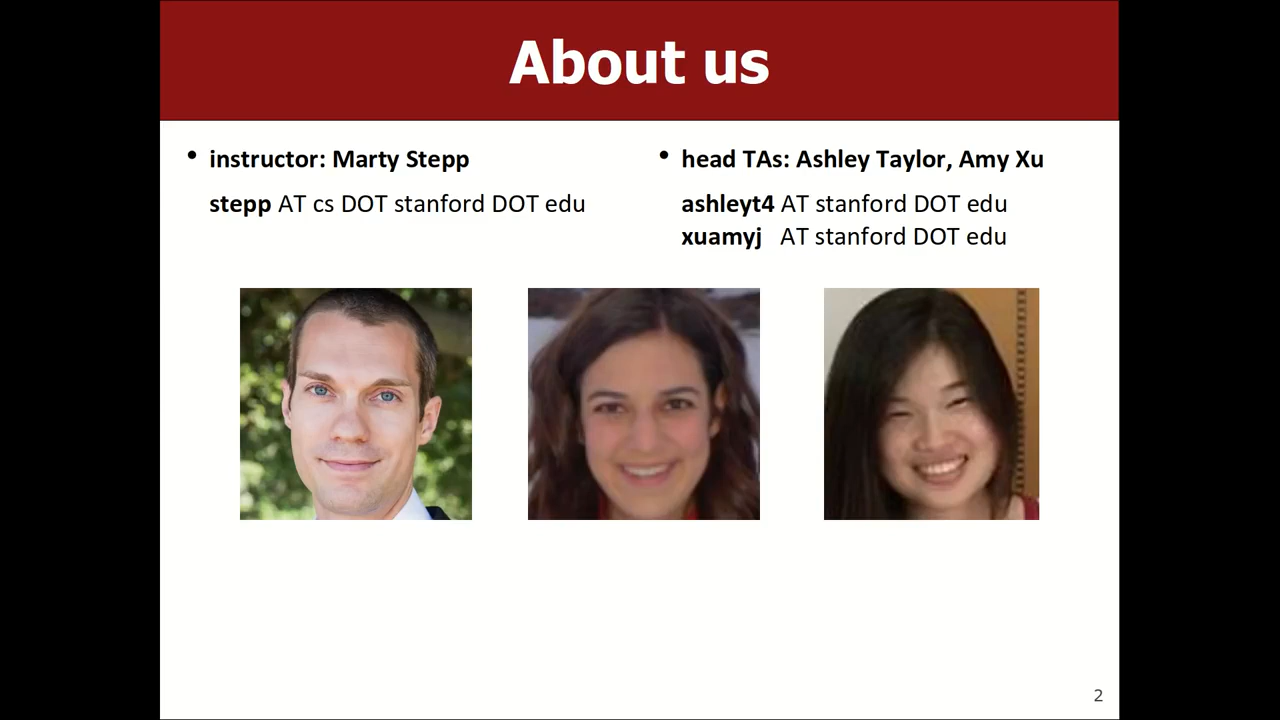 About us
• instructor: Marty Stepp
stepp AT cs DOT stanford DOT edu
• head TAs: Ashley Taylor, Amy Xu
ashleyt4 AT stanford DOT edu
xuamyj AT stanford DOT edu
2